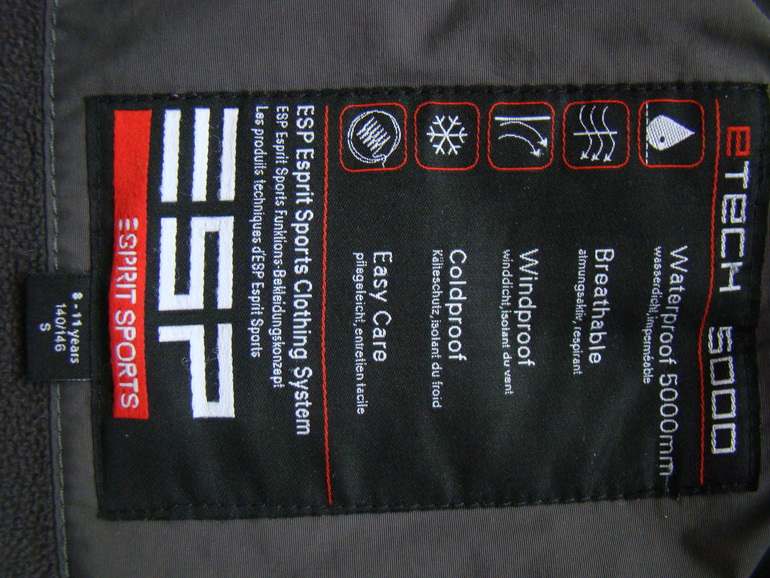 eTECH 5000
Waterproof 5000mm
wasserdicht, imperméable
Breathable
atmungsaktiv, respirant
Windproof
winddicht, isolant du vent
Coldproof
Kälteschutz, isolant du froid
Easy Care
pflegeleicht, entretien facile
ESP Esprit Sports Clothing System
ESP Esprit Sports Funktions-Bekleidungskonzept
Les produits techniques d'ESP Esprit Sports
ESP
ESPRIT SPORTS
8 - 11 years
140/146
S